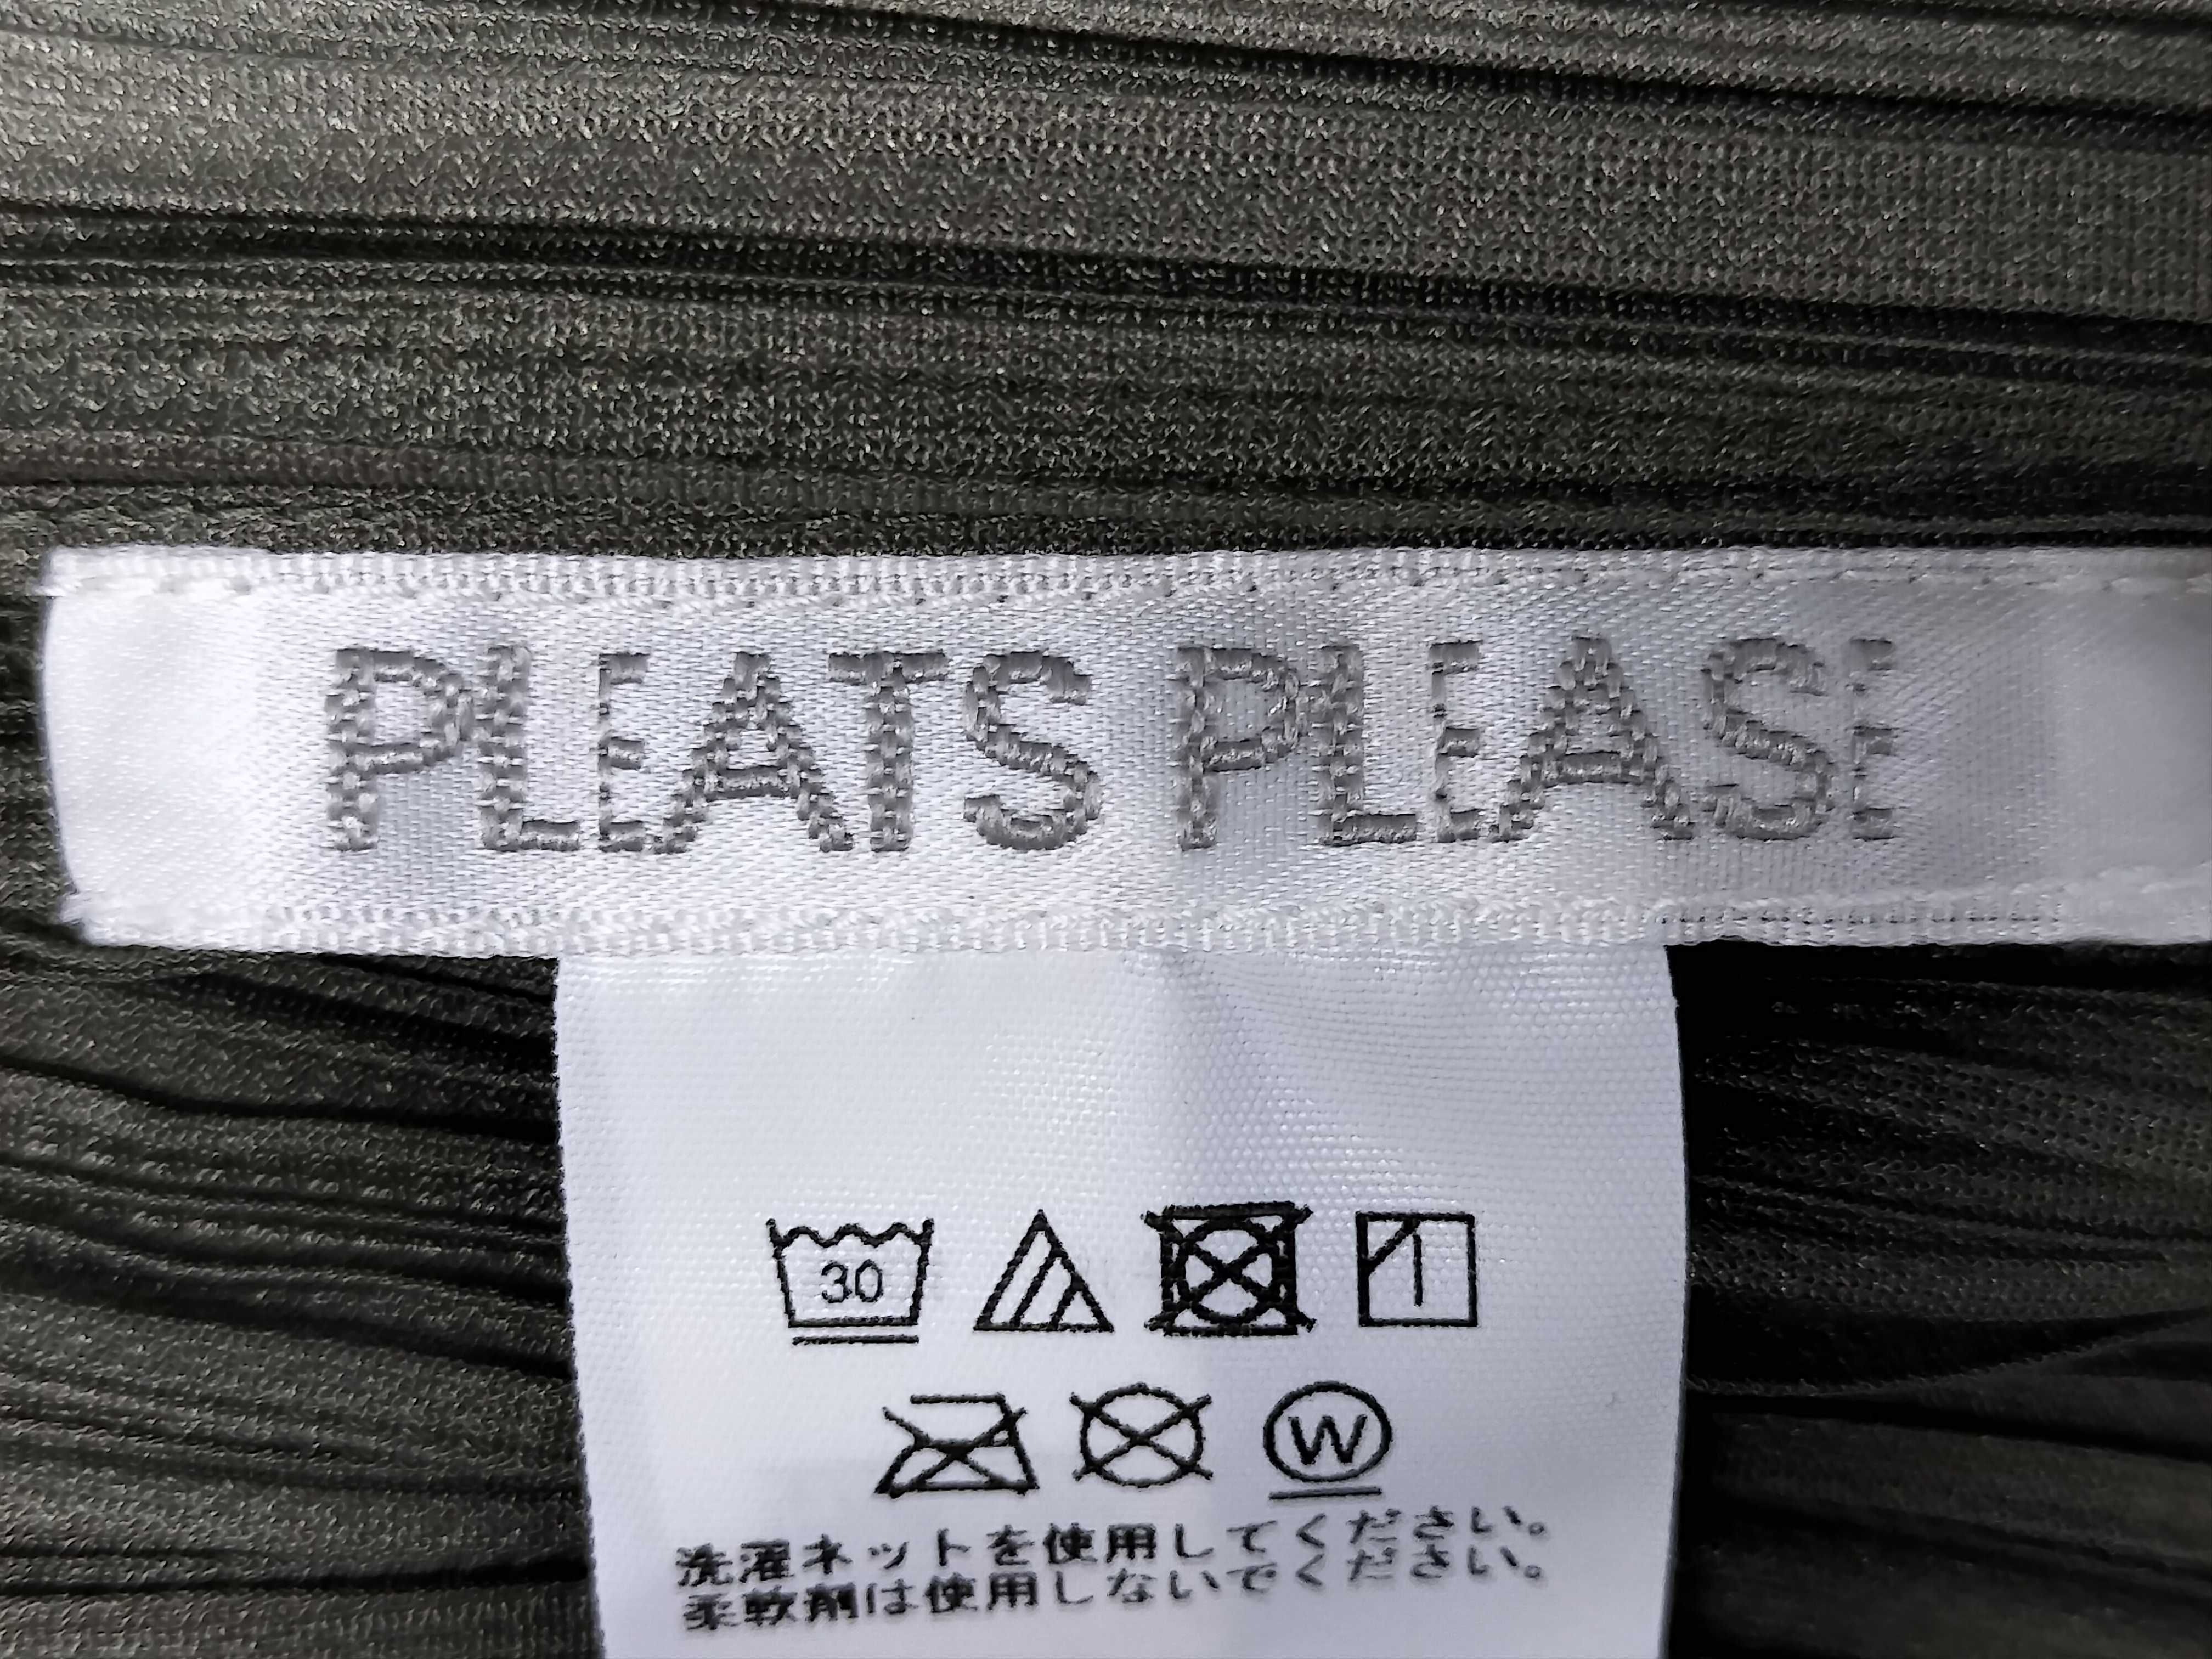 PLEATS PLEASE
30
W
洗濯ネットを使用してください。
柔軟剤は使用しないでください。